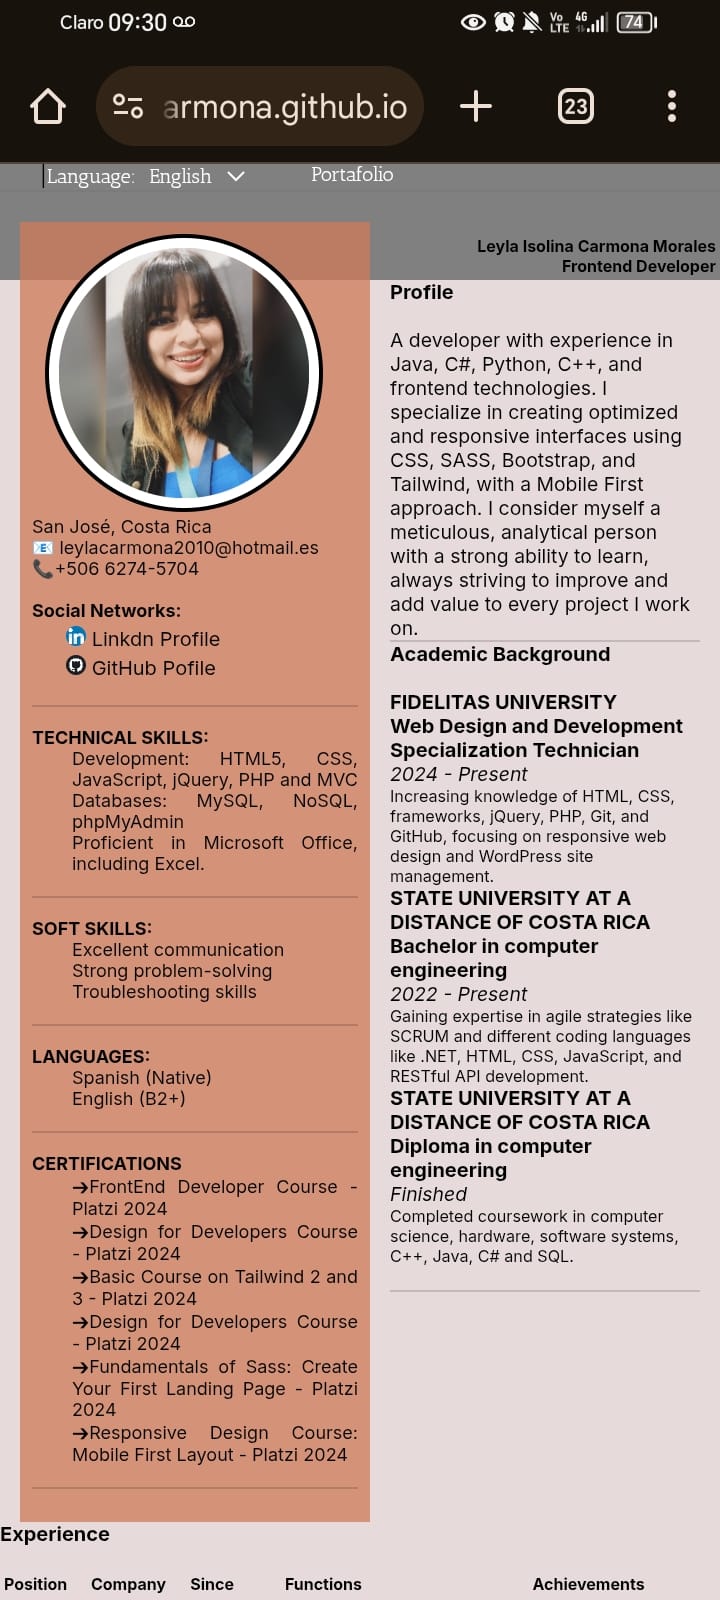 Claro 09:30
Vo LTE 4G 74
armona.github.io
23
Language: English
Portafolio
Leyla Isolina Carmona Morales
Frontend Developer
San José, Costa Rica
📧 leylacarmona2010@hotmail.es
📞+506 6274-5704
Social Networks:
in Linkdn Profile
GitHub Pofile
TECHNICAL SKILLS:
Development: HTML5, CSS,
JavaScript, jQuery, PHP and MVC
Databases: MySQL, NoSQL,
phpMyAdmin
Proficient in Microsoft Office,
including Excel.
SOFT SKILLS:
Excellent communication
Strong problem-solving
Troubleshooting skills
LANGUAGES:
Spanish (Native)
English (B2+)
CERTIFICATIONS
➔FrontEnd Developer Course -
Platzi 2024
➔Design for Developers Course
- Platzi 2024
➔Basic Course on Tailwind 2 and
3 - Platzi 2024
➔Design for Developers Course
- Platzi 2024
➔Fundamentals of Sass: Create
Your First Landing Page - Platzi
2024
➔Responsive Design Course:
Mobile First Layout - Platzi 2024
Profile
A developer with experience in
Java, C#, Python, C++, and
frontend technologies. I
specialize in creating optimized
and responsive interfaces using
CSS, SASS, Bootstrap, and
Tailwind, with a Mobile First
approach. I consider myself a
meticulous, analytical person
with a strong ability to learn,
always striving to improve and
add value to every project I work
on.
Academic Background
FIDELITAS UNIVERSITY
Web Design and Development
Specialization Technician
2024 - Present
Increasing knowledge of HTML, CSS,
frameworks, jQuery, PHP, Git, and
GitHub, focusing on responsive web
design and WordPress site
management.
STATE UNIVERSITY AT A
DISTANCE OF COSTA RICA
Bachelor in computer
engineering
2022 - Present
Gaining expertise in agile strategies like
SCRUM and different coding languages
like .NET, HTML, CSS, JavaScript, and
RESTful API development.
STATE UNIVERSITY AT A
DISTANCE OF COSTA RICA
Diploma in computer
engineering
Finished
Completed coursework in computer
science, hardware, software systems,
C++, Java, C# and SQL.
Experience
Position Company Since Functions Achievements